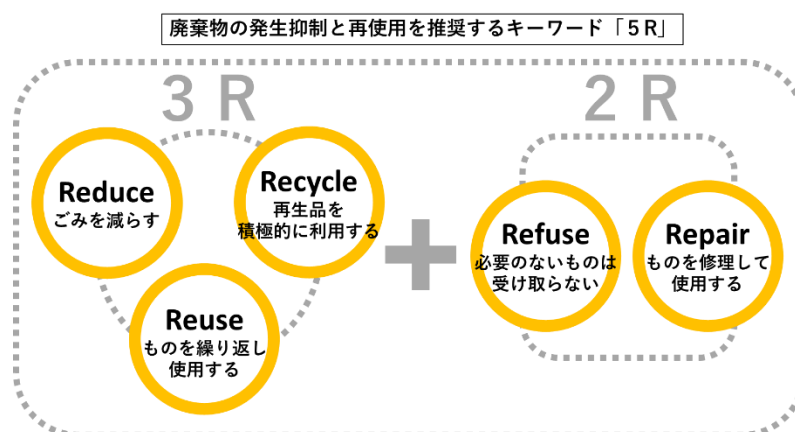 廃棄物の発生抑制と再使用を推奨するキーワード「５R」
３R
Reduce
ごみを減らす
Recycle
再生品を
積極的に利用する
Reuse
ものを繰り返し
使用する
+
２R
Refuse
必要のないものは
受け取らない
Repair
ものを修理して
使用する